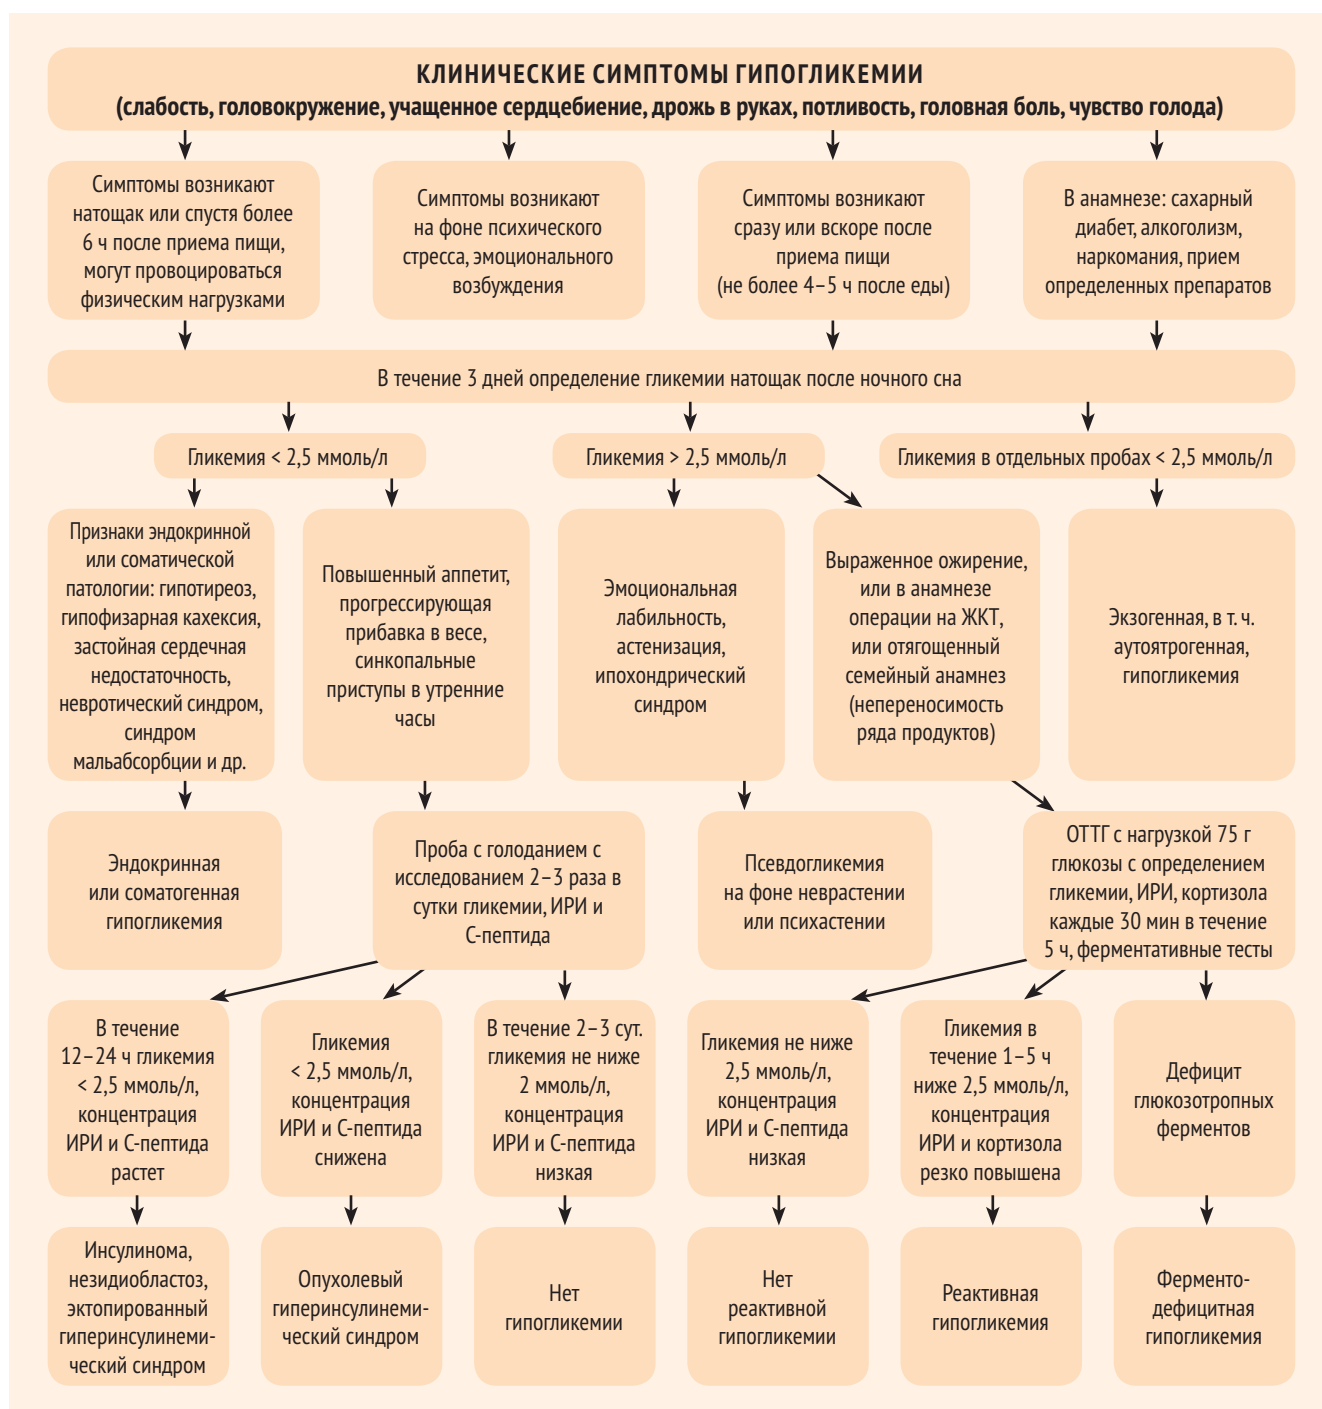 КЛИНИЧЕСКИЕ СИМПТОМЫ ГИПОГЛИКЕМИИ
(слабость, головокружение, учащенное сердцебиение, дрожь в руках, потливость, головная боль, чувство голода)
Симптомы возникают
натощак или спустя более
6 ч после приема пищи,
могут провоцироваться
физическим нагрузками
Симптомы возникают
на фоне психического
стресса, эмоционального
возбуждения
Симптомы возникают
сразу или вскоре после
приема пищи
(не более 4–5 ч после еды)
В анамнезе: сахарный
диабет, алкоголизм,
наркомания, прием
определенных препаратов
В течение 3 дней определение гликемии натощак после ночного сна
Гликемия < 2,5 ммоль/л
Гликемия > 2,5 ммоль/л
Гликемия в отдельных пробах < 2,5 ммоль/л
Признаки эндокринной
или соматической
патологии: гипотиреоз,
гипофизарная кахексия,
застойная сердечная
недостаточность,
невротический синдром,
синдром
мальабсорбции и др.
Повышенный аппетит,
прогрессирующая
прибавка в весе,
синкопальные
приступы в утренние
часы
Эмоциональная
лабильность,
астенизация,
ипохондрический
синдром
Выраженное ожирение,
или в анамнезе
операции на ЖКТ,
или отягощенный
семейный анамнез
(непереносимость
ряда продуктов)
Экзогенная, в т. ч.
аутоятрогенная,
гипогликемия
Эндокринная
или соматогенная
гипогликемия
Проба с голоданием с
исследованием 2–3 раза в
сутки гликемии, ИРИ и
С-пептида
Псевдогликемия
на фоне неврастении
или психастении
ОТТГ с нагрузкой 75 г
глюкозы с определением
гликемии, ИРИ, кортизола
каждые 30 мин в течение
5 ч, ферментативные тесты
В течение
12–24 ч гликемия
< 2,5 ммоль/л,
концентрация
ИРИ и С-пептида
растет
Гликемия
< 2,5 ммоль/л,
концентрация
ИРИ и С-пептида
снижена
В течение 2–3 сут.
гликемия не ниже
2 ммоль/л,
концентрация
ИРИ и С-пептида
низкая
Гликемия не ниже
2,5 ммоль/л,
концентрация
ИРИ и С-пептида
низкая
Гликемия в
течение 1–5 ч
ниже 2,5 ммоль/л,
концентрация
ИРИ и кортизола
резко повышена
Дефицит
глюкозотропных
ферментов
Инсулинома,
незидиобластоз,
эктопированный
гиперинсулинеми-
ческий синдром
Опухолевый
гиперинсулинеми-
ческий синдром
Нет
гипогликемии
Нет
реактивной
гипогликемии
Реактивная
гипогликемия
Ферменто-
дефицитная
гипогликемия